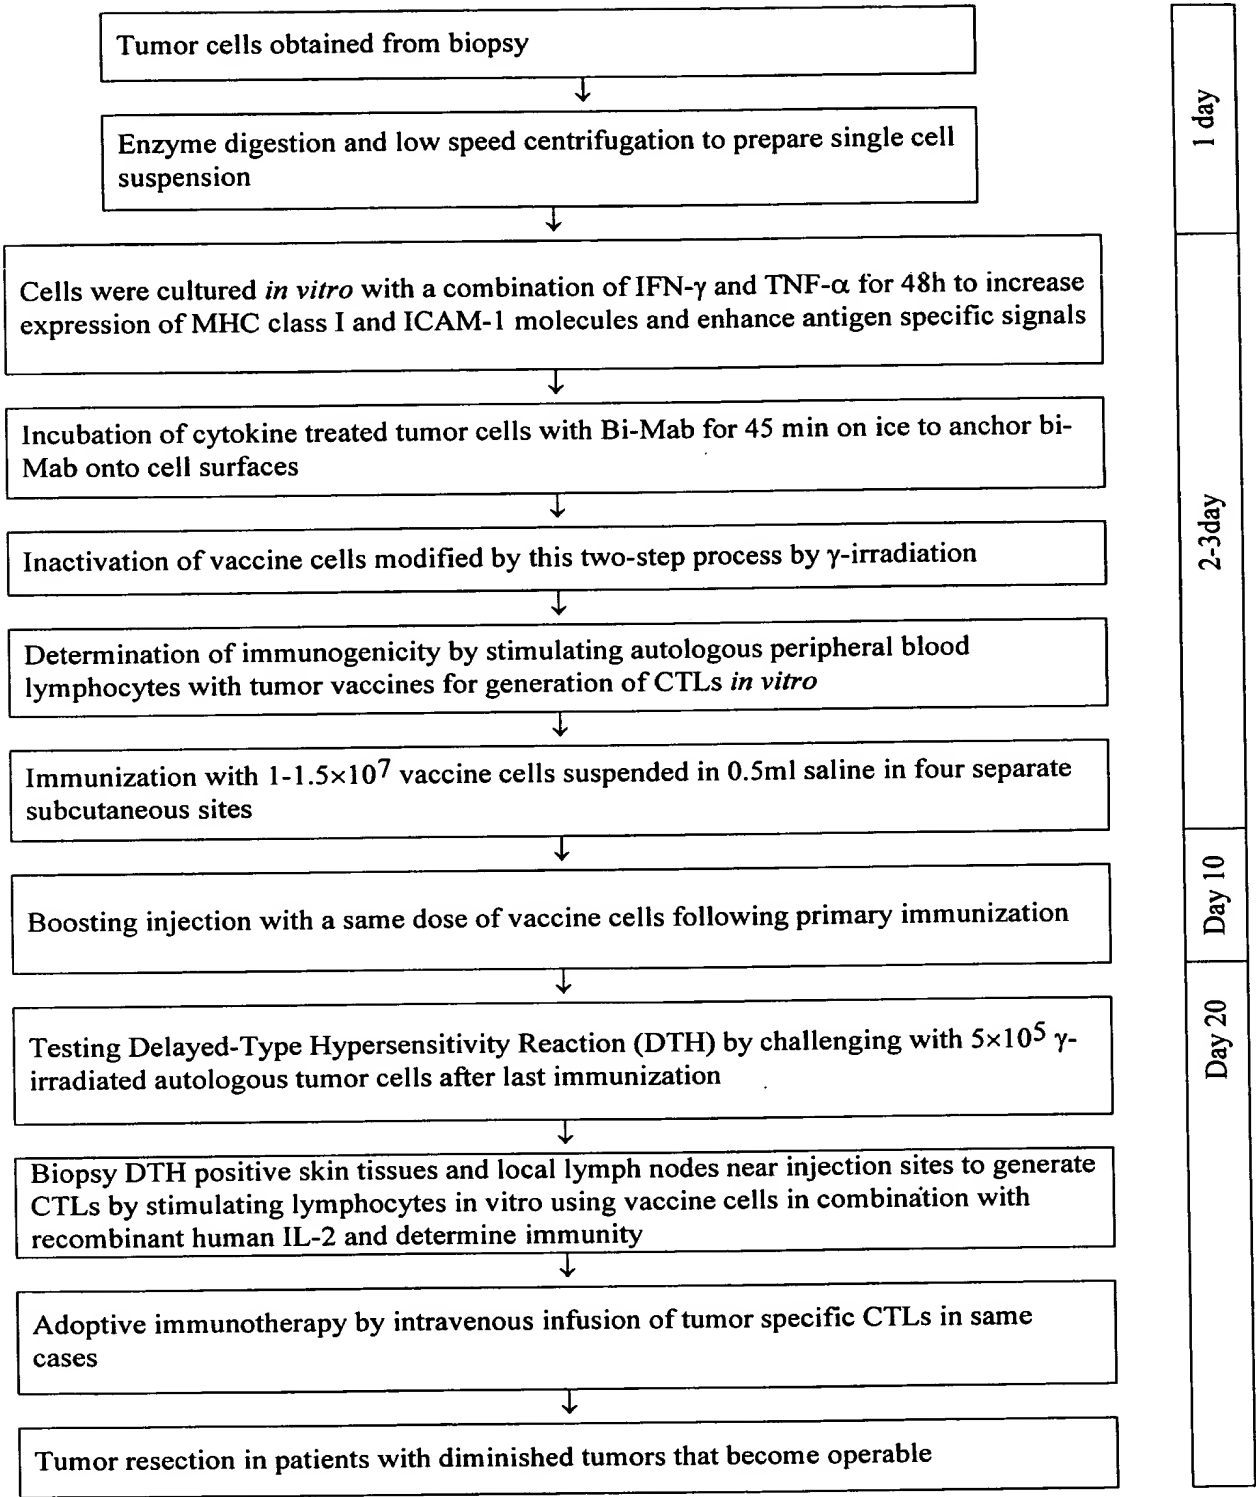 Tumor cells obtained from biopsy
Enzyme digestion and low speed centrifugation to prepare single cell
suspension
1 day
Cells were cultured in vitro with a combination of IFN-γ and TNF-α for 48h to increase
expression of MHC class I and ICAM-1 molecules and enhance antigen specific signals
Incubation of cytokine treated tumor cells with Bi-Mab for 45 min on ice to anchor bi-
Mab onto cell surfaces
Inactivation of vaccine cells modified by this two-step process by γ-irradiation
Determination of immunogenicity by stimulating autologous peripheral blood
lymphocytes with tumor vaccines for generation of CTLs in vitro
Immunization with 1-1.5×10⁷ vaccine cells suspended in 0.5ml saline in four separate
subcutaneous sites
2-3day
Boosting injection with a same dose of vaccine cells following primary immunization
Day 10
Testing Delayed-Type Hypersensitivity Reaction (DTH) by challenging with 5×10⁵ γ-
irradiated autologous tumor cells after last immunization
Biopsy DTH positive skin tissues and local lymph nodes near injection sites to generate
CTLs by stimulating lymphocytes in vitro using vaccine cells in combination with
recombinant human IL-2 and determine immunity
Adoptive immunotherapy by intravenous infusion of tumor specific CTLs in same
cases
Tumor resection in patients with diminished tumors that become operable
Day 20